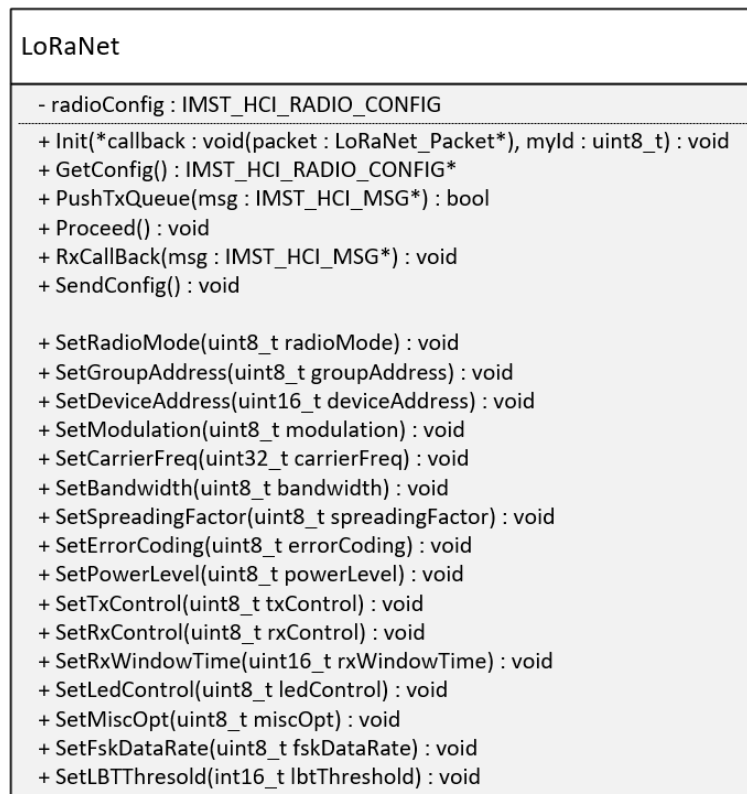 LoRaNet
- radioConfig : IMST_HCI_RADIO_CONFIG
+ Init(*callback : void(packet : LoRaNet_Packet*), myId : uint8_t) : void
+ GetConfig() : IMST_HCI_RADIO_CONFIG*
+ PushTxQueue(msg : IMST_HCI_MSG*) : bool
+ Proceed() : void
+ RxCallBack(msg : IMST_HCI_MSG*) : void
+ SendConfig() : void
+ SetRadioMode(uint8_t radioMode) : void
+ SetGroupAddress(uint8_t groupAddress) : void
+ SetDeviceAddress(uint16_t deviceAddress) : void
+ SetModulation(uint8_t modulation) : void
+ SetCarrierFreq(uint32_t carrierFreq) : void
+ SetBandwidth(uint8_t bandwidth) : void
+ SetSpreadingFactor(uint8_t spreadingFactor) : void
+ SetErrorCoding(uint8_t errorCoding) : void
+ SetPowerLevel(uint8_t powerLevel) : void
+ SetTxControl(uint8_t txControl) : void
+ SetRxControl(uint8_t rxControl) : void
+ SetRxWindowTime(uint16_t rxWindowTime) : void
+ SetLedControl(uint8_t ledControl) : void
+ SetMiscOpt(uint8_t miscOpt) : void
+ SetFskDataRate(uint8_t fskDataRate) : void
+ SetLBTThresold(int16_t lbtThreshold) : void